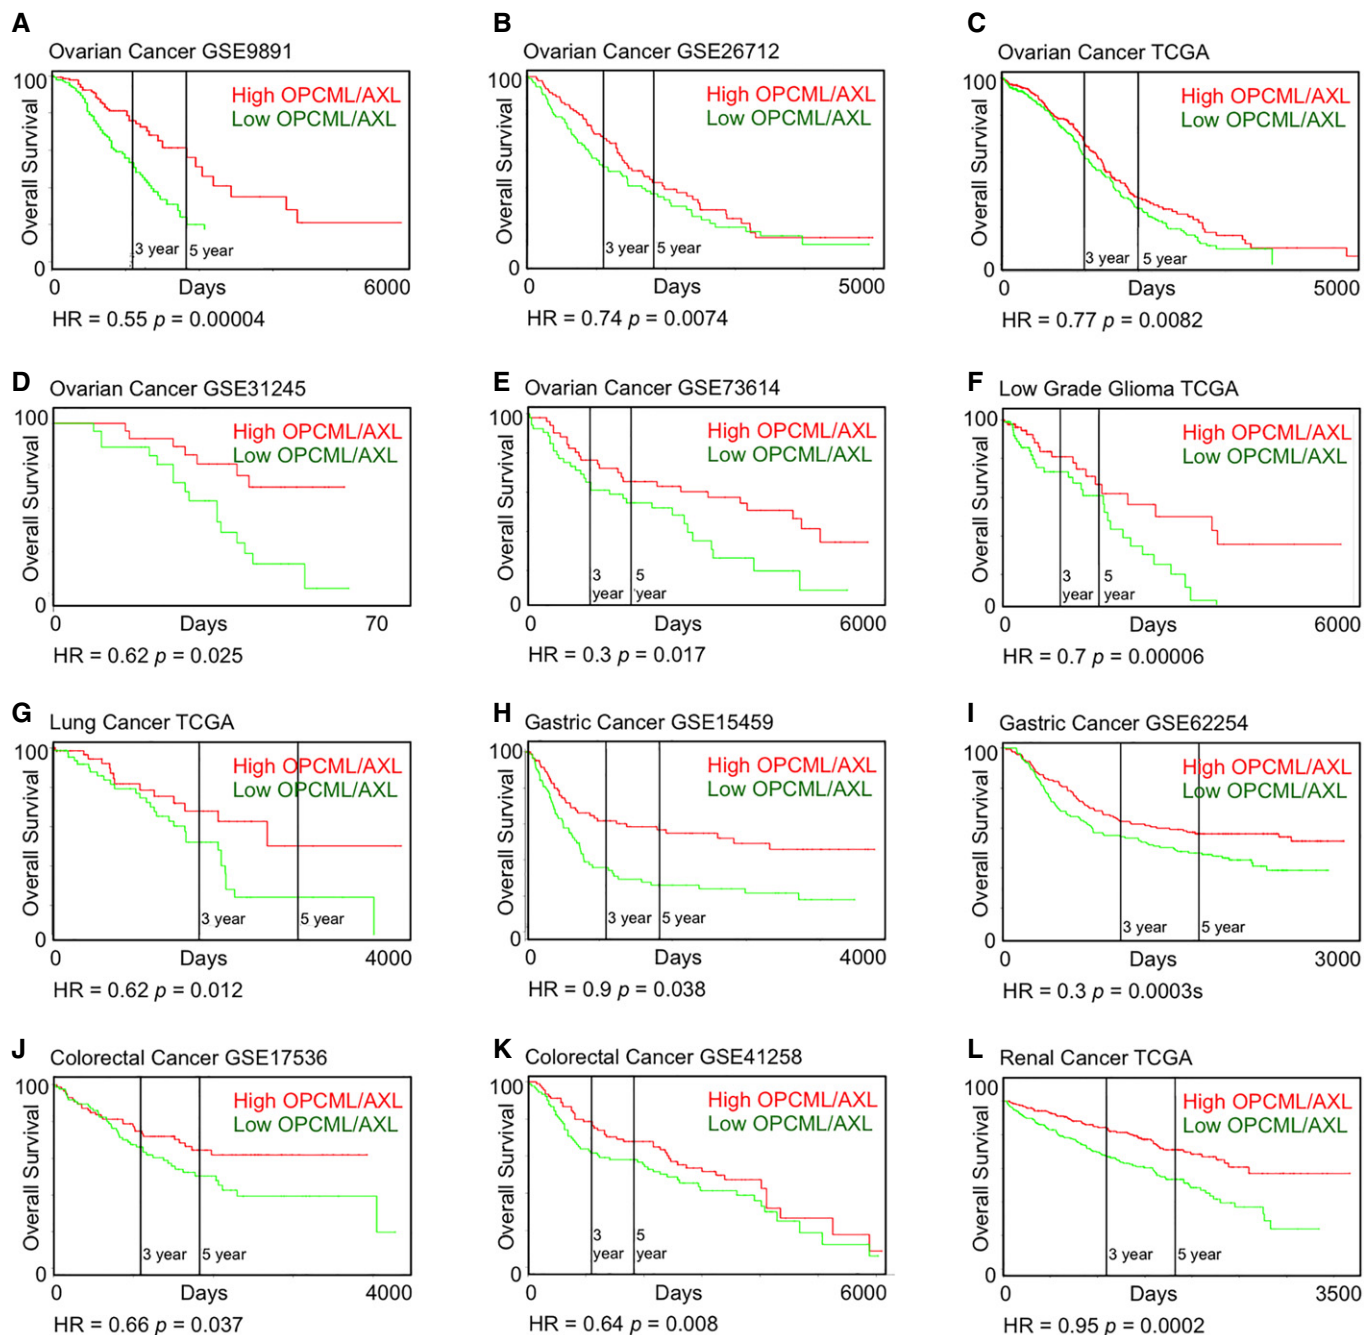 A
Ovarian Cancer GSE9891
100
High OPCML/AXL
Low OPCML/AXL
Overall Survival
3 year
5 year
0
0
Days
6000
HR = 0.55 p = 0.00004
B
Ovarian Cancer GSE26712
100
High OPCML/AXL
Low OPCML/AXL
Overall Survival
3 year
5 year
0
0
Days
5000
HR = 0.74 p = 0.0074
C
Ovarian Cancer TCGA
100
High OPCML/AXL
Low OPCML/AXL
Overall Survival
3 year
5 year
0
0
Days
5000
HR = 0.77 p = 0.0082
D
Ovarian Cancer GSE31245
100
High OPCML/AXL
Low OPCML/AXL
Overall Survival
0
0
Days
70
HR = 0.62 p = 0.025
E
Ovarian Cancer GSE73614
100
High OPCML/AXL
Low OPCML/AXL
Overall Survival
3
year
5
year
0
0
Days
6000
HR = 0.3 p = 0.017
F
Low Grade Glioma TCGA
100
High OPCML/AXL
Low OPCML/AXL
Overall Survival
3
year
5
year
0
0
Days
6000
HR = 0.7 p = 0.00006
G
Lung Cancer TCGA
100
High OPCML/AXL
Low OPCML/AXL
Overall Survival
3 year
5 year
0
0
Days
4000
HR = 0.62 p = 0.012
H
Gastric Cancer GSE15459
100
High OPCML/AXL
Low OPCML/AXL
Overall Survival
3 year
5 year
0
0
Days
4000
HR = 0.9 p = 0.038
I
Gastric Cancer GSE62254
100
High OPCML/AXL
Low OPCML/AXL
Overall Survival
3 year
5 year
0
0
Days
3000
HR = 0.3 p = 0.0003s
J
Colorectal Cancer GSE17536
100
High OPCML/AXL
Low OPCML/AXL
Overall Survival
3 year
5 year
0
0
Days
4000
HR = 0.66 p = 0.037
K
Colorectal Cancer GSE41258
100
High OPCML/AXL
Low OPCML/AXL
Overall Survival
3
year
5
year
0
0
Days
6000
HR = 0.64 p = 0.008
L
Renal Cancer TCGA
100
High OPCML/AXL
Low OPCML/AXL
Overall Survival
3 year
5 year
0
0
Days
3500
HR = 0.95 p = 0.0002